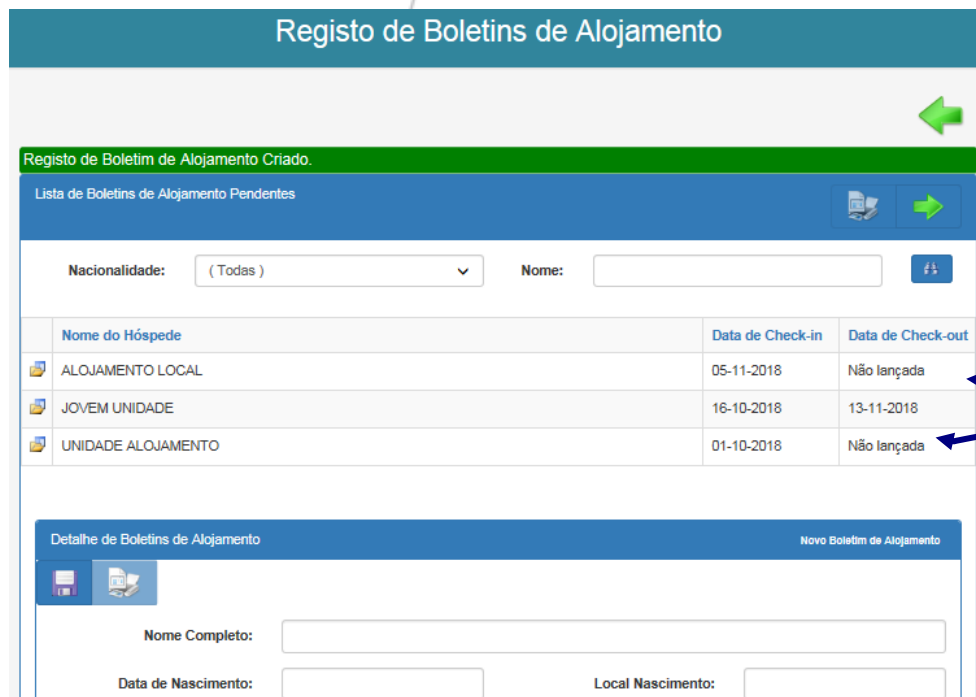 Registo de Boletins de Alojamento
Registo de Boletim de Alojamento Criado.
Lista de Boletins de Alojamento Pendentes
Nacionalidade: ( Todas ) Nome:
Nome do Hóspede Data de Check-in Data de Check-out
ALOJAMENTO LOCAL 05-11-2018 Não lançada
JOVEM UNIDADE 16-10-2018 13-11-2018
UNIDADE ALOJAMENTO 01-10-2018 Não lançada
Detalhe de Boletins de Alojamento Novo Boletim de Alojamento
Nome Completo:
Data de Nascimento: Local Nascimento: